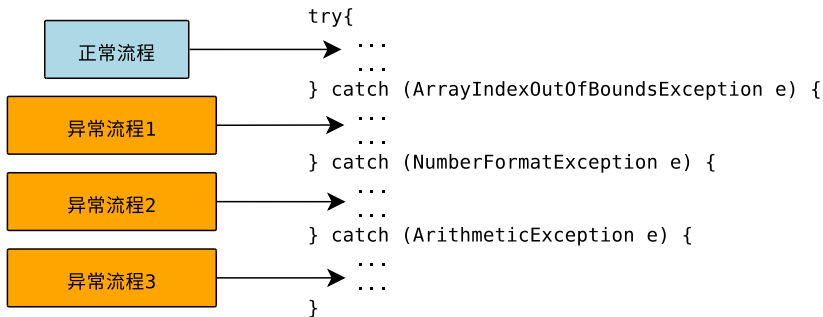 try{
正常流程
...
...
} catch (ArrayIndexOutOfBoundsException e) {
异常流程1
...
...
} catch (NumberFormatException e) {
异常流程2
...
...
} catch (ArithmeticException e) {
异常流程3
...
...
}